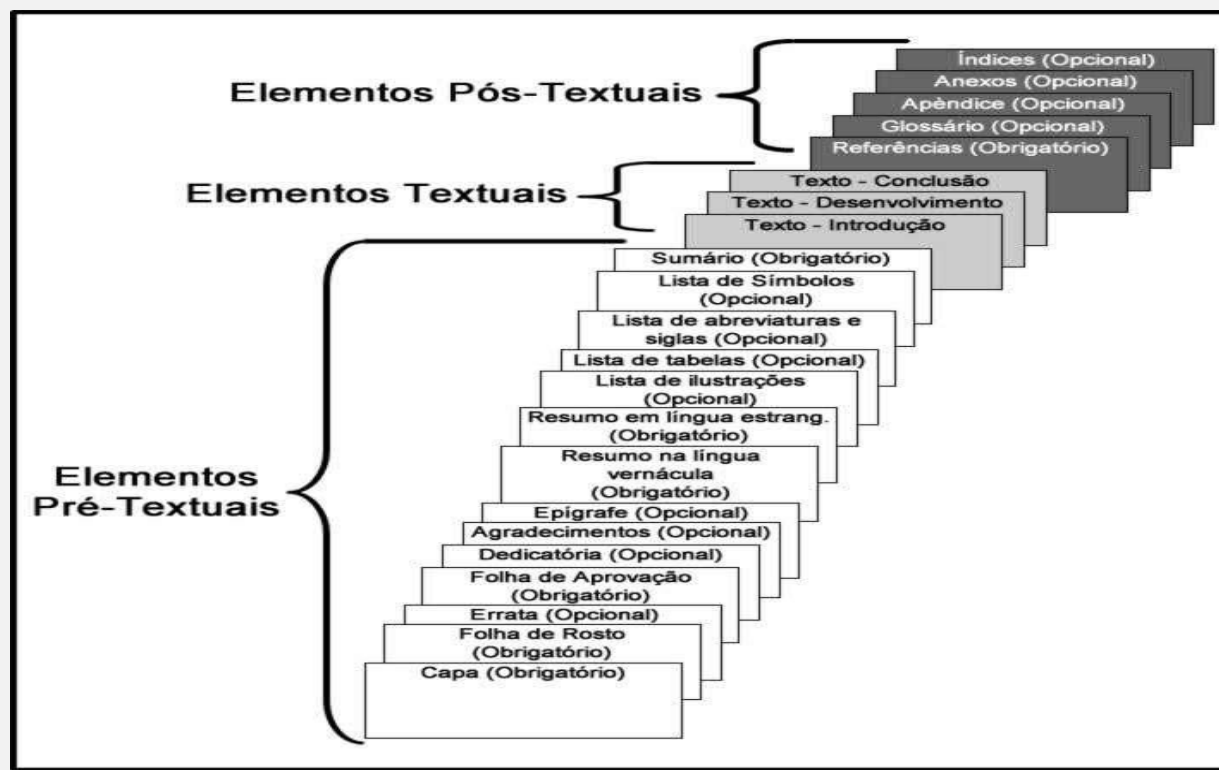 Índices (Opcional)
Anexos (Opcional)
Apèndice (Opcional)
Glossário (Opcional)
Referências (Obrigatório)
Elementos Pós-Textuais
Texto - Conclusão
Texto - Desenvolvimento
Texto - Introdução
Elementos Textuais
Sumário (Obrigatório)
Lista de Símbolos
(Opcional)
Lista de abreviaturas e
siglas (Opcional)
Lista de tabelas (Opcional)
Lista de ilustrações
(Opcional)
Resumo em língua estrang.
(Obrigatório)
Resumo na língua
vernácula
(Obrigatório)
Epígrafe (Opcional)
Agradecimentos (Opcional)
Dedicatória (Opcional)
Folha de Aprovação
(Obrigatório)
Errata (Opcional)
Folha de Rosto
(Obrigatório)
Capa (Obrigatório)
Elementos
Pré-Textuais